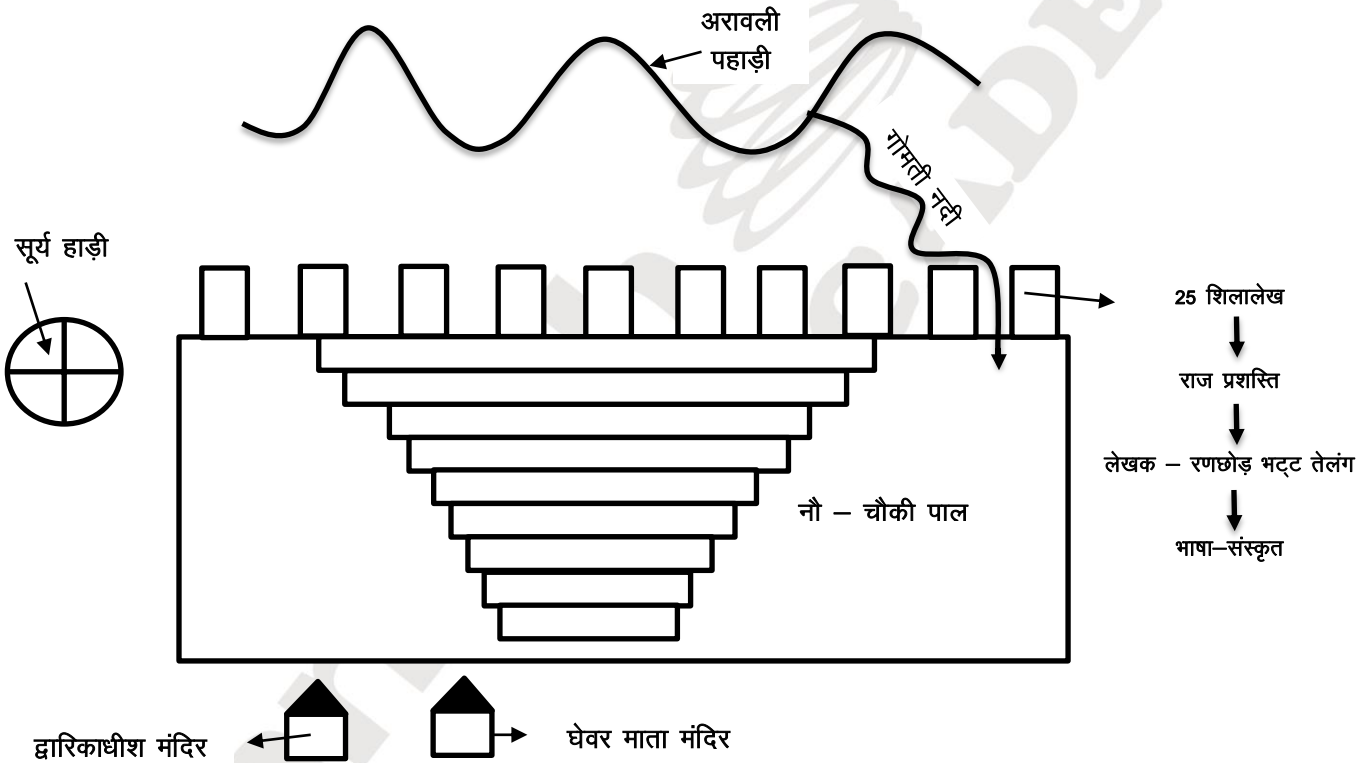 अरावली
पहाड़ी
गोमती नदी
सूर्य हाड़ी
25 शिलालेख
राज प्रशस्ति
लेखक – रणछोड़ भट्ट तेलंग
नौ – चौकी पाल
भाषा–संस्कृत
द्वारिकाधीश मंदिर
घेवर माता मंदिर